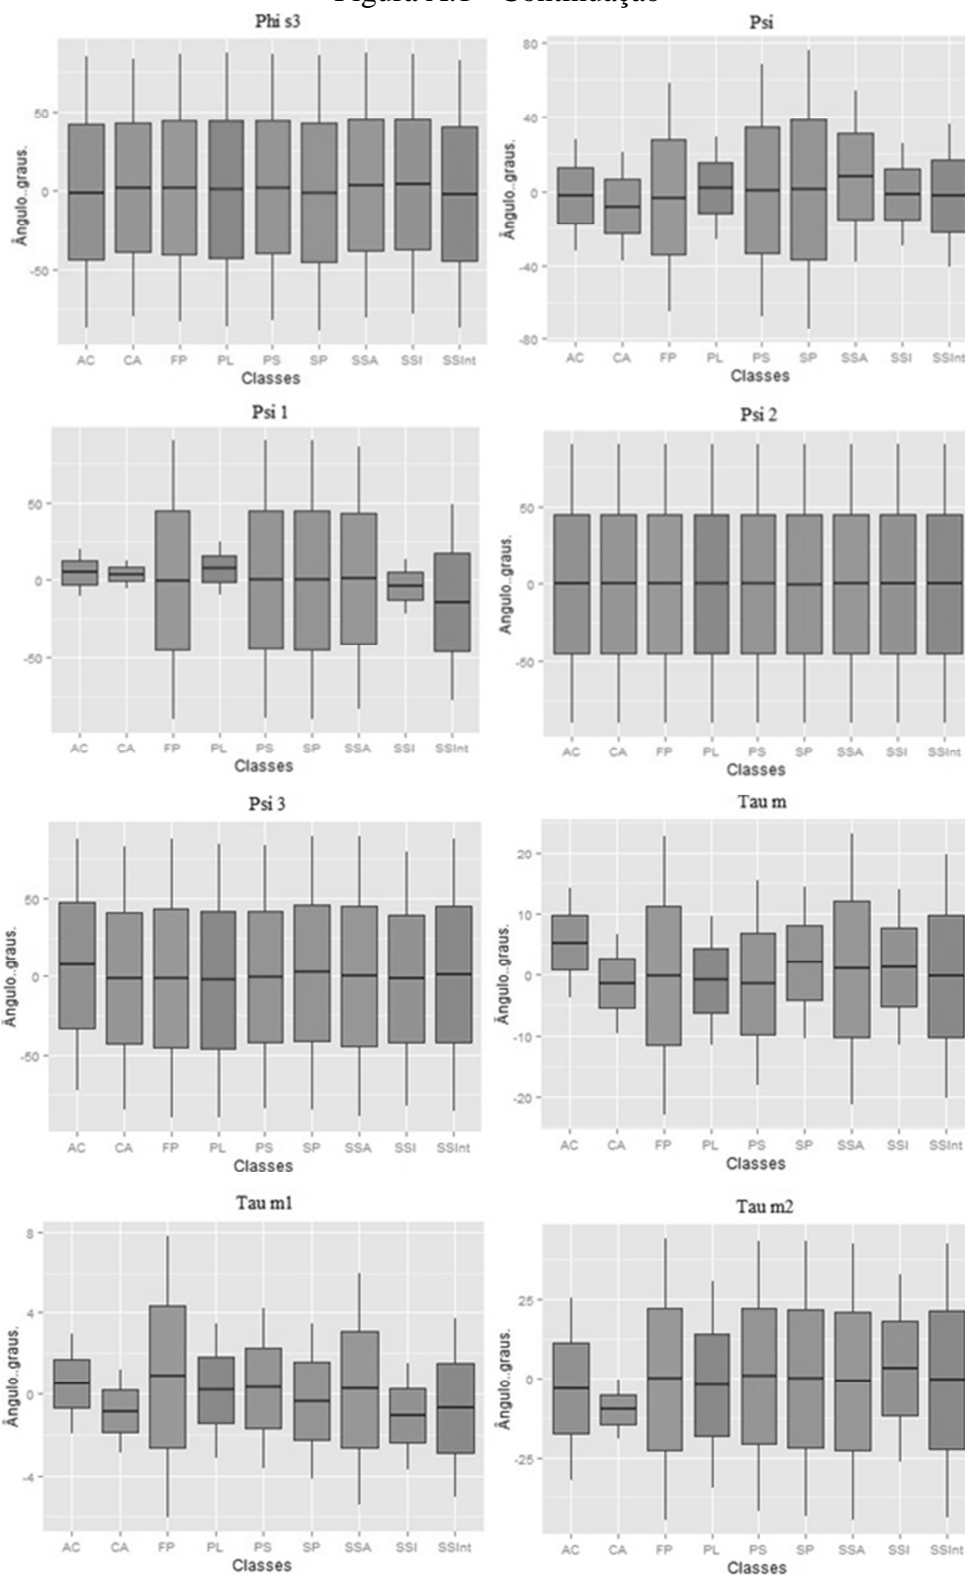 Figura A.1 - Continuação
Phi s3
Psi
50
0
-50
Ângulo..graus.
AC CA FP PL PS SP SSA SSI SSInt
Classes
80
40
0
-40
-80
Ângulo..graus.
AC CA FP PL PS SP SSA SSI SSInt
Classes
Psi 1
Psi 2
50
0
-50
Ângulo..graus.
AC CA FP PL PS SP SSA SSI SSInt
Classes
50
0
-50
Ângulo..graus.
AC CA FP PL PS SP SSA SSI SSInt
Classes
Psi 3
Tau m
50
0
-50
Ângulo..graus.
AC CA FP PL PS SP SSA SSI SSInt
Classes
20
10
0
-10
-20
Ângulo..graus.
AC CA FP PL PS SP SSA SSI SSInt
Classes
Tau m1
Tau m2
8
4
0
-4
Ângulo..graus.
AC CA FP PL PS SP SSA SSI SSInt
Classes
25
0
-25
Ângulo..graus.
AC CA FP PL PS SP SSA SSI SSInt
Classes